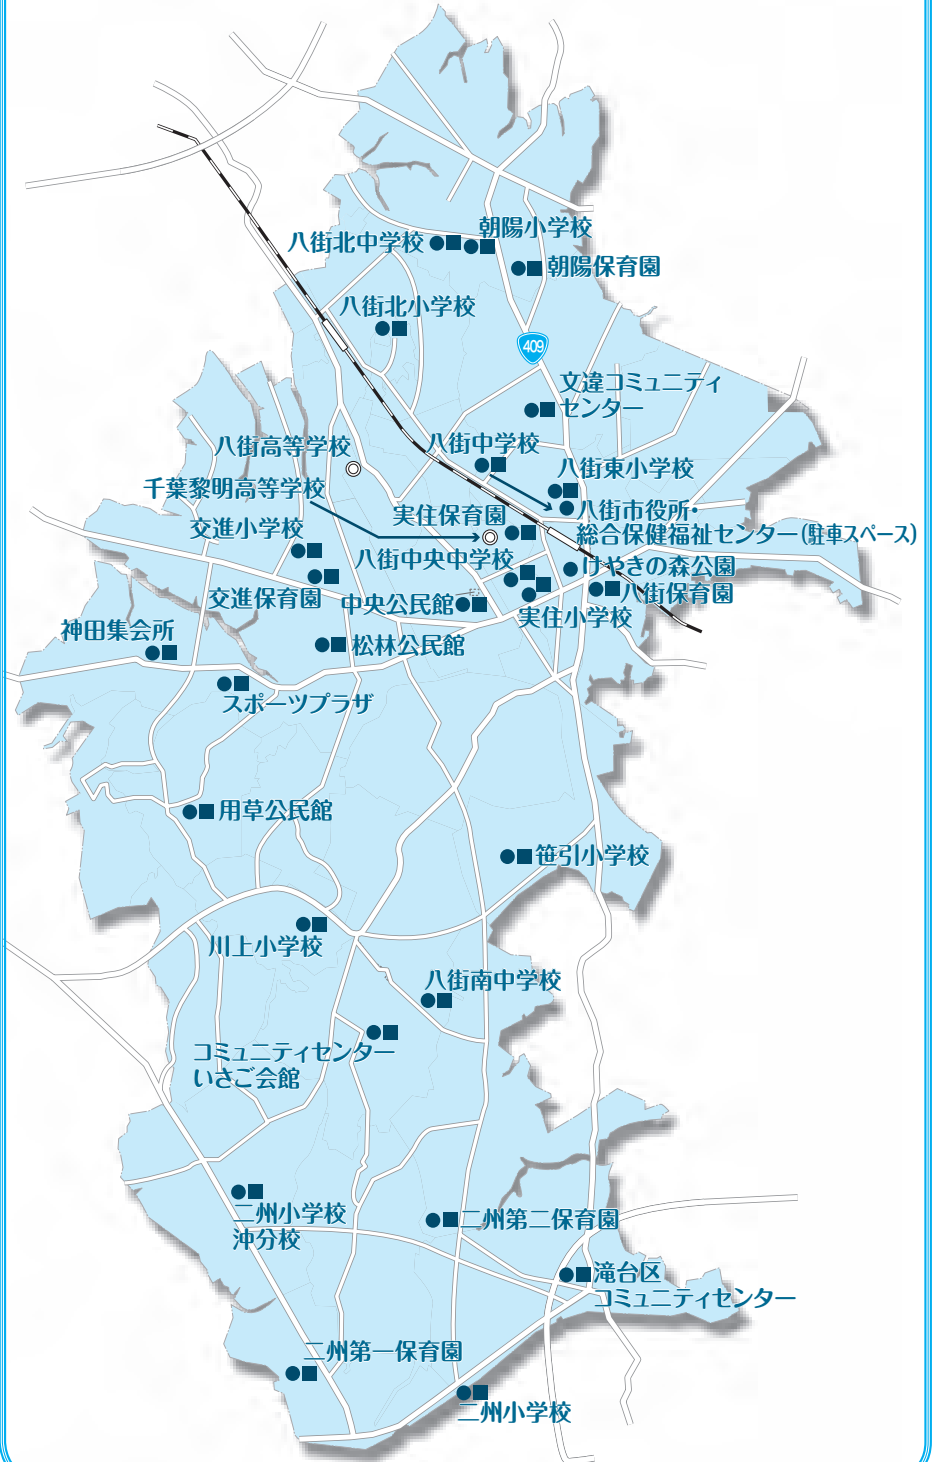 朝陽小学校
八街北中学校
朝陽保育園
八街北小学校
409
文違コミュニティ
センター
八街高等学校
八街中学校
八街東小学校
千葉黎明高等学校
実住保育園
八街市役所・
総合保健福祉センター(駐車スペース)
交進小学校
八街中央中学校
けやきの森公園
交進保育園
中央公民館
八街保育園
実住小学校
神田集会所
松林公民館
スポーツプラザ
用草公民館
笹引小学校
川上小学校
八街南中学校
コミュニティセンター
いさご会館
二州小学校
沖分校
二州第二保育園
滝台区
コミュニティセンター
二州第一保育園
二州小学校